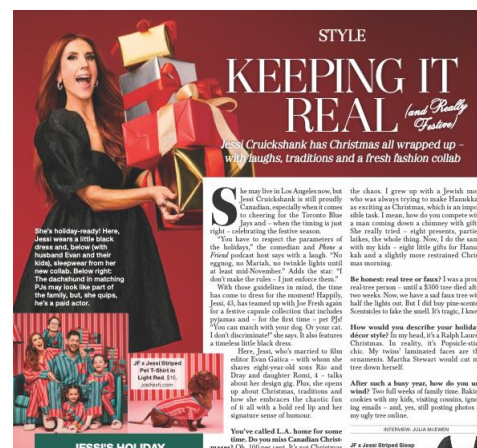 STYLE
KEEPING IT
REAL (and Really
Festive)
Jessi Cruickshank has Christmas all wrapped up –
with laughs, traditions and a fresh fashion collab
She's holiday-ready! Here,
Jessi wears a little black
dress and, below (with
husband Evan and their
kids), sleepwear from her
new collab. Below right:
The dachshund in matching
PJs may look like part of
the family, but, she quips,
he's a paid actor.
JF x Jessi Striped
Pet T-Shirt in
Light Red, $16,
joefresh.com
JESSI'S HOLIDAY
She may live in Los Angeles now, but
Jessi Cruickshank is still proudly
Canadian, especially when it comes
to cheering for the Toronto Blue
Jays and – when the timing is just
right – celebrating the festive season.
"You have to respect the parameters of
the holidays," the comedian and Phone a
Friend podcast host says with a laugh. "No
eggnog, no Mariah, no twinkle lights until
at least mid-November." Adds the star: "I
don't make the rules – I just enforce them."
With those guidelines in mind, the time
has come to dress for the moment! Happily,
Jessi, 43, has teamed up with Joe Fresh again
for a festive capsule collection that includes
pyjamas and – for the first time – pet PJs!
"You can match with your dog. Or your cat.
I don't discriminate!" she says. It also features
a timeless little black dress.
Here, Jessi, who's married to film
editor Evan Gatica – with whom she
shares eight-year-old sons Rio and
Dray and daughter Romi, 4 – talks
about her design gig. Plus, she opens
up about Christmas, traditions and
how she embraces the chaotic fun
of it all with a bold red lip and her
signature sense of humour.
You've called L.A. home for some
time. Do you miss Canadian Christ-
mases? Oh, 100 per cent. It's not Christmas
the chaos. I grew up with a Jewish mo
who was always trying to make Hanukka
as exciting as Christmas, which is an impo
sible task. I mean, how do you compete wi
a man coming down a chimney with gift
She really tried – eight presents, partie
latkes, the whole thing. Now, I do the sam
with my kids – eight little gifts for Hanu
kah and a slightly more restrained Chris
mas morning.
Be honest: real tree or faux? I was a prou
real-tree person – until a $300 tree died aft
two weeks. Now, we have a sad faux tree wi
half the lights out. But I did buy pine-scente
Scentsicles to fake the smell. It's tragic, I kno
How would you describe your holida
décor style? In my head, it's a Ralph Laure
Christmas. In reality, it's Popsicle-stic
chic. My twins' laminated faces are th
ornaments. Martha Stewart could not
tree down herself.
After such a busy year, how do you un
wind? Two full weeks of family time. Bakin
cookies with my kids, visiting cousins, igno
ing emails – and, yes, still posting photos
my ugly tree online.
INTERVIEW: JULIA McEWEN
JF x Jessi Striped Sleep